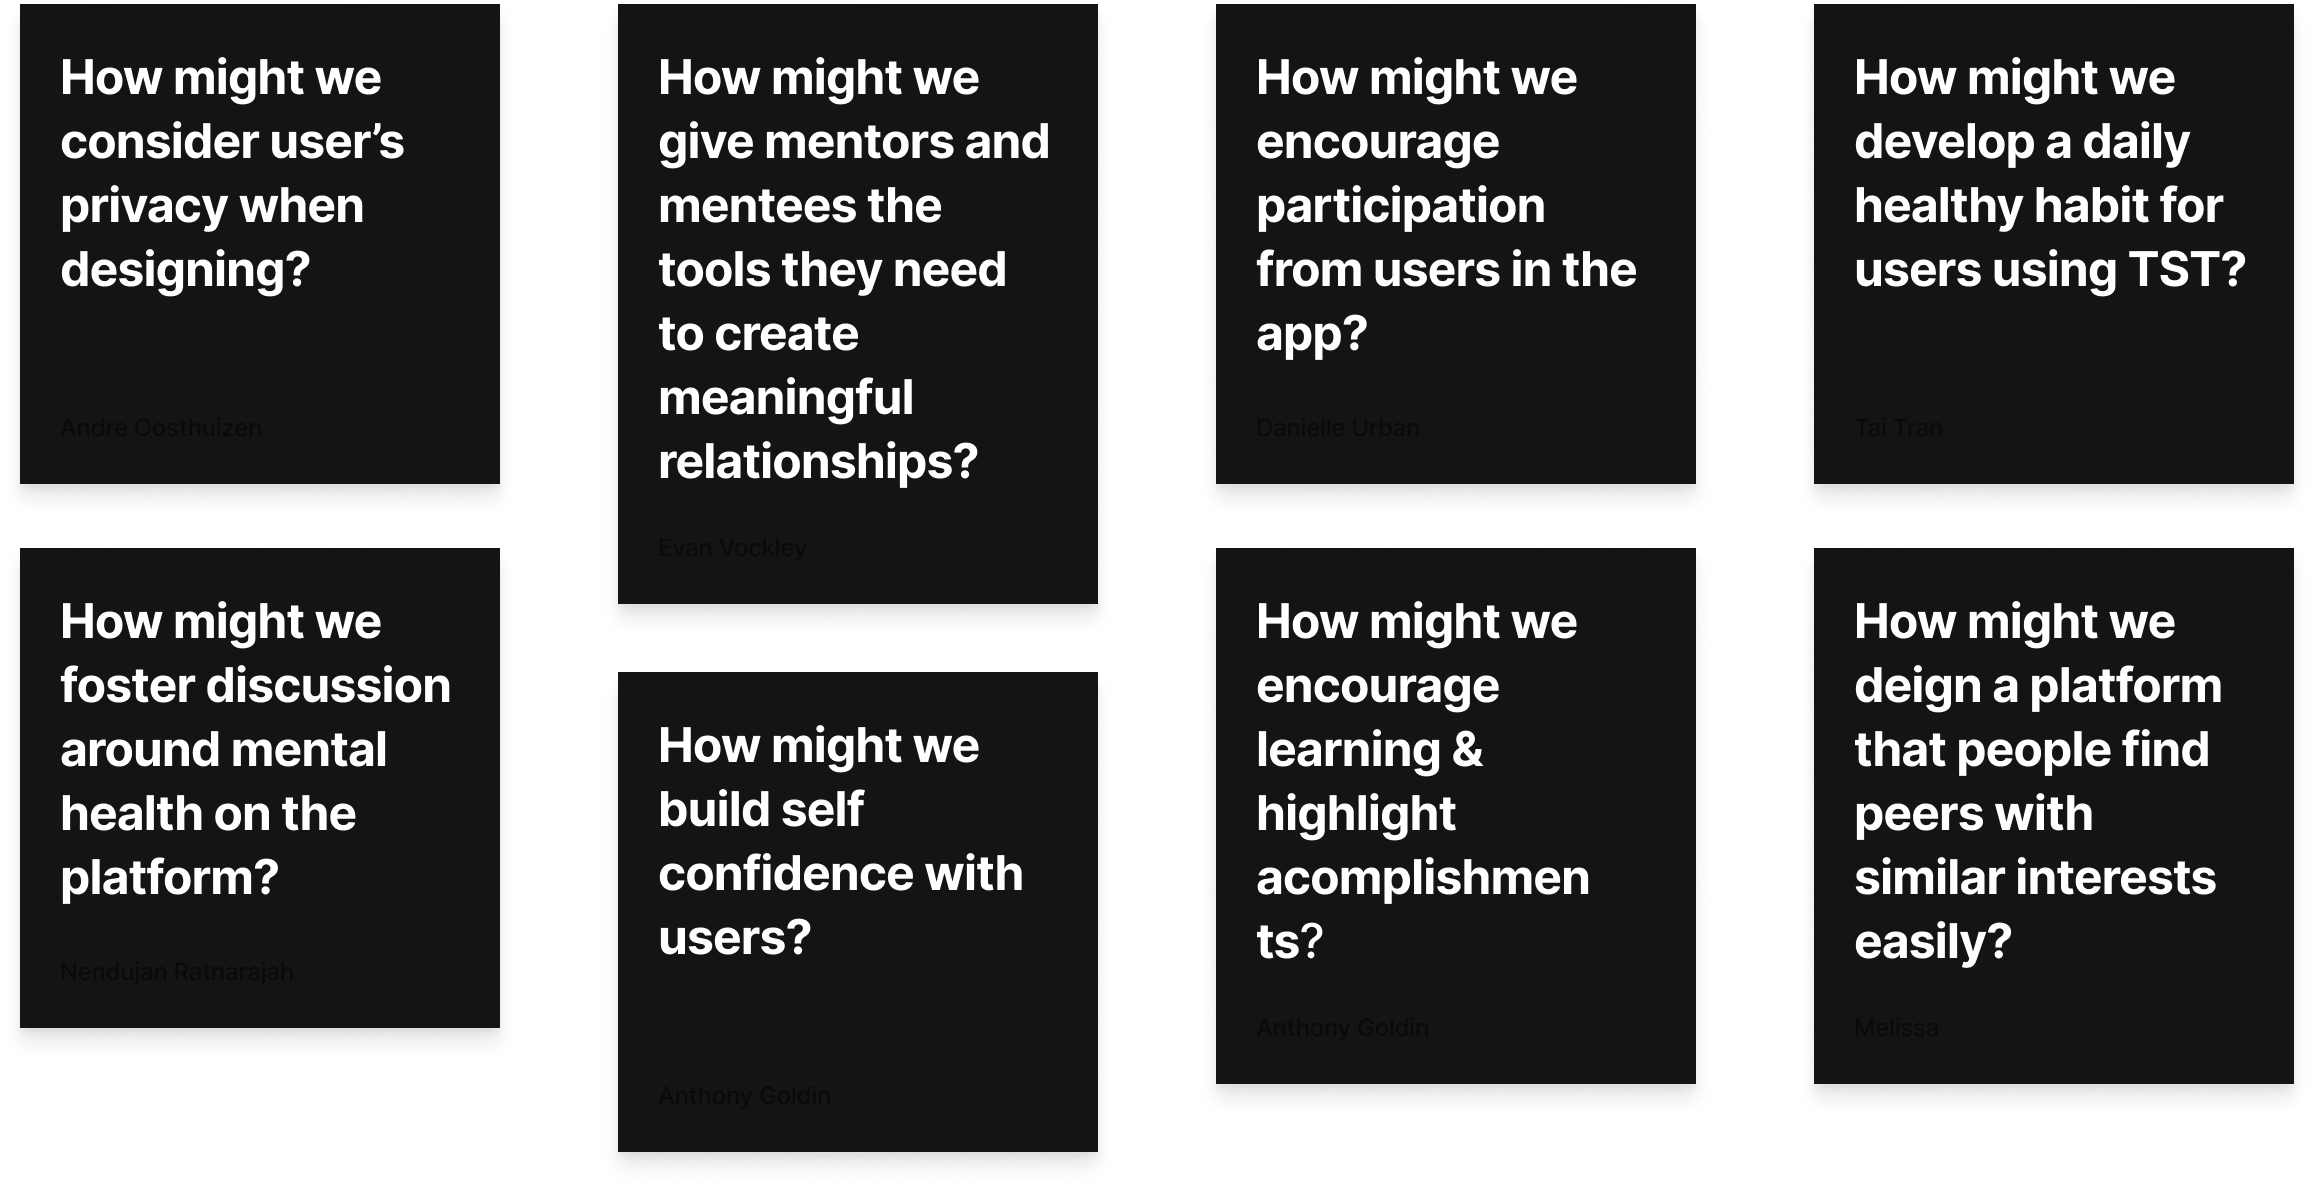 How might we
consider user’s
privacy when
designing?
Andre Oosthuizen
How might we
foster discussion
around mental
health on the
platform?
Nendujan Ratnarajah
How might we
give mentors and
mentees the
tools they need
to create
meaningful
relationships?
Evan Vockley
How might we
build self
confidence with
users?
Anthony Goldin
How might we
encourage
participation
from users in the
app?
Danielle Urban
How might we
encourage
learning &
highlight
acomplishmen
ts?
Anthony Goldin
How might we
develop a daily
healthy habit for
users using TST?
Tai Tran
How might we
deign a platform
that people find
peers with
similar interests
easily?
Melissa